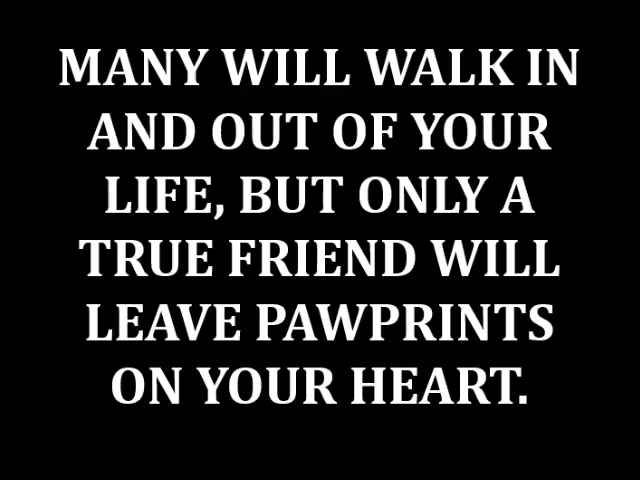 MANY WILL WALK IN
AND OUT OF YOUR
LIFE, BUT ONLY A
TRUE FRIEND WILL
LEAVE PAWPRINTS
ON YOUR HEART.